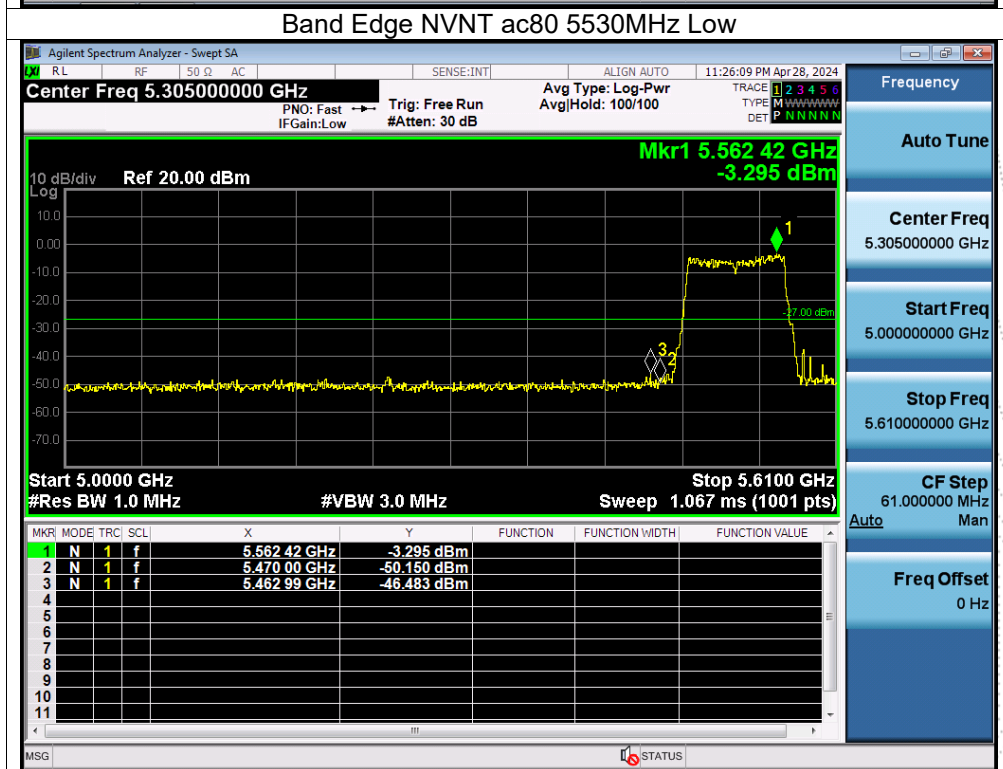 Band Edge NVNT ac80 5530MHz Low
Agilent Spectrum Analyzer - Swept SA
LXI RL RF 50 Ω AC SENSE:INT ALIGN AUTO 11:26:09 PM Apr 28, 2024
Center Freq 5.305000000 GHz
PNO: Fast
IFGain:Low
Trig: Free Run
#Atten: 30 dB
Avg Type: Log-Pwr
Avg|Hold: 100/100
TRACE 1 2 3 4 5 6
TYPE M WWWWW
DET P N N N N N
Mkr1 5.562 42 GHz
-3.295 dBm
10 dB/div Ref 20.00 dBm
Log
10.0
0.00
-10.0
-20.0
-30.0
-40.0
-50.0
-60.0
-70.0
1
-27.00 dBm
3
2
Start 5.0000 GHz Stop 5.6100 GHz
#Res BW 1.0 MHz #VBW 3.0 MHz Sweep 1.067 ms (1001 pts)
MKR MODE TRC SCL X Y FUNCTION FUNCTION WIDTH FUNCTION VALUE
1 N 1 f 5.562 42 GHz -3.295 dBm
2 N 1 f 5.470 00 GHz -50.150 dBm
3 N 1 f 5.462 99 GHz -46.483 dBm
4
5
6
7
8
9
10
11
MSG STATUS
Frequency
Auto Tune
Center Freq
5.305000000 GHz
Start Freq
5.000000000 GHz
Stop Freq
5.610000000 GHz
CF Step
61.000000 MHz
Auto Man
Freq Offset
0 Hz